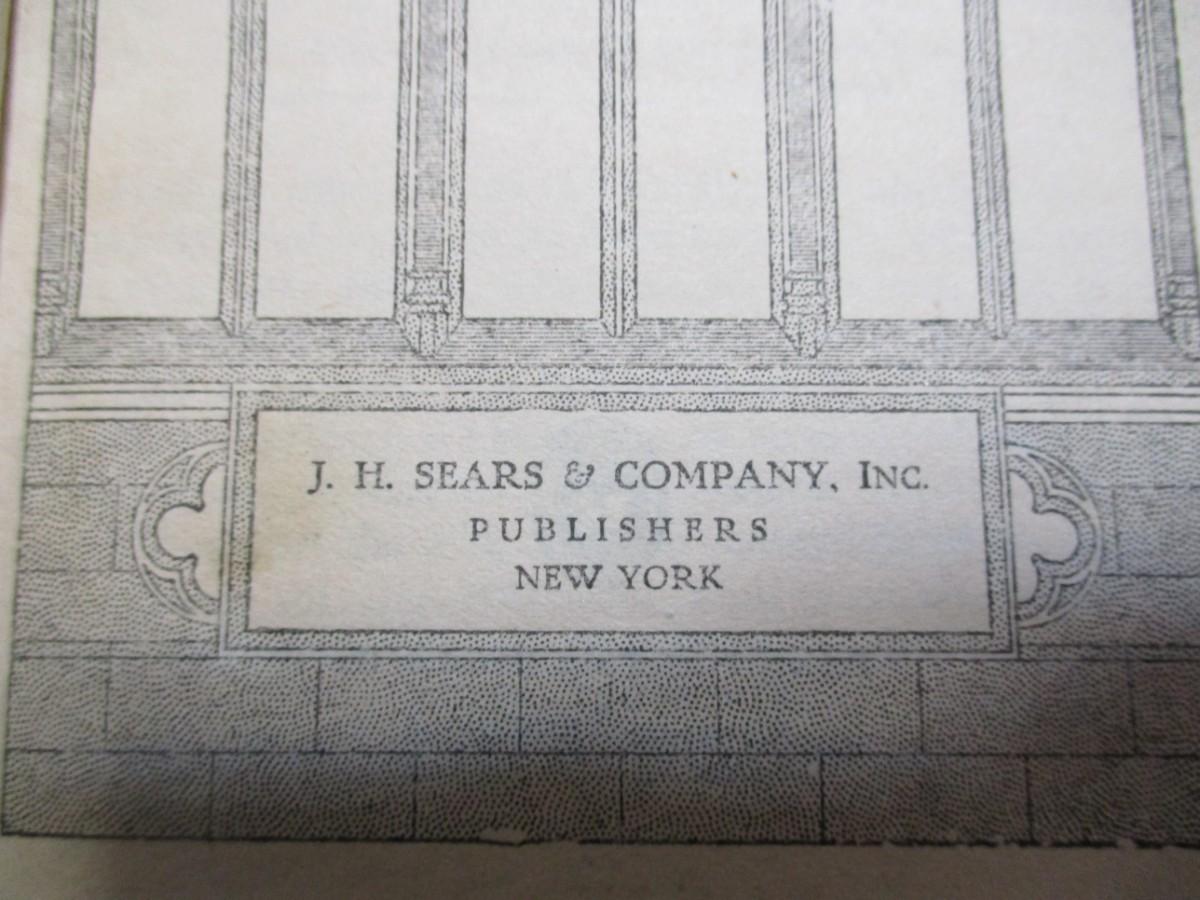 J. H. SEARS & COMPANY, INC.
PUBLISHERS
NEW YORK